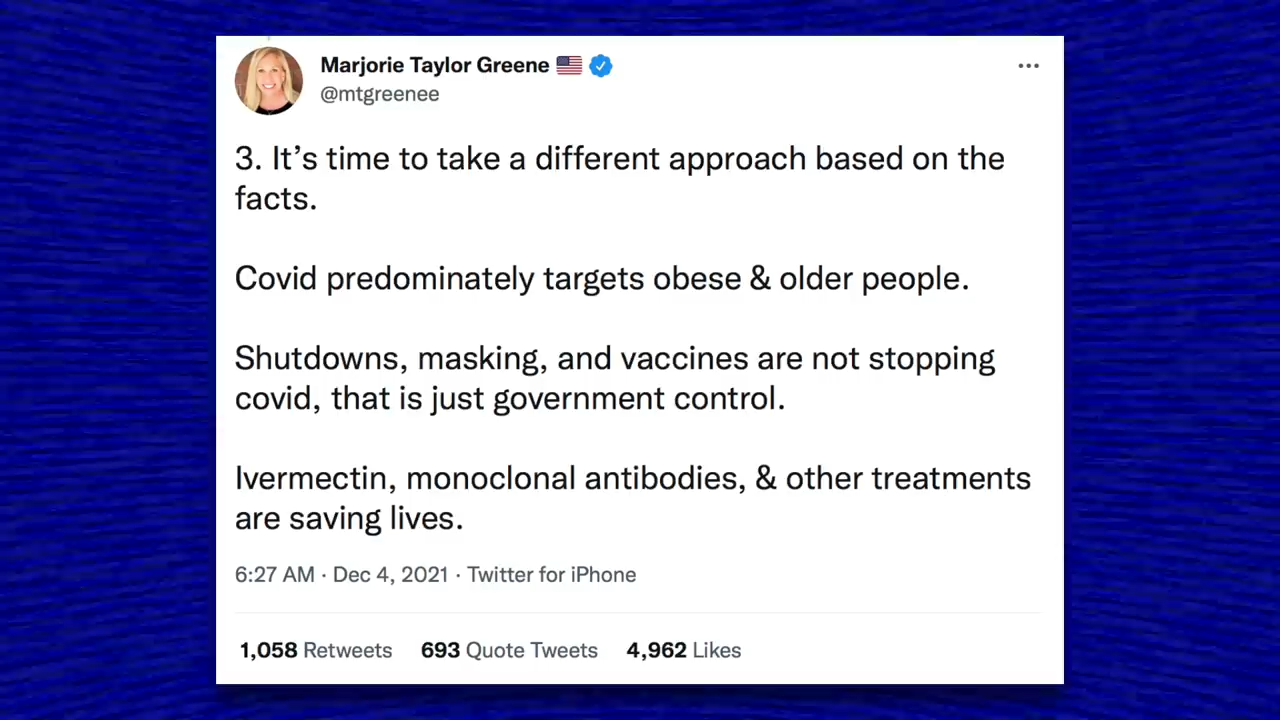 Marjorie Taylor Greene 🇺🇸
@mtgreenee
3. It’s time to take a different approach based on the
facts.
Covid predominately targets obese & older people.
Shutdowns, masking, and vaccines are not stopping
covid, that is just government control.
Ivermectin, monoclonal antibodies, & other treatments
are saving lives.
6:27 AM · Dec 4, 2021 · Twitter for iPhone
1,058 Retweets 693 Quote Tweets 4,962 Likes